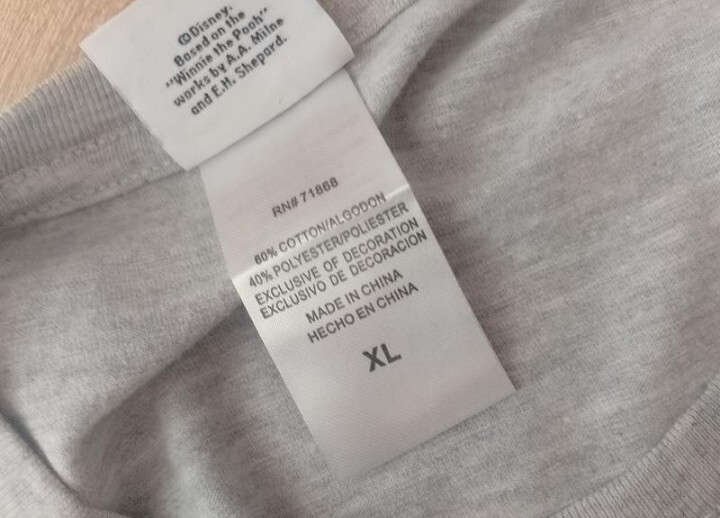 ©Disney.
Based on the
"Winnie the Pooh"
works by A.A. Milne
and E.H. Shepard.
RN# 71868
60% COTTON/ALGODON
40% POLYESTER/POLIESTER
EXCLUSIVE OF DECORATION
EXCLUSIVO DE DECORACION
MADE IN CHINA
HECHO EN CHINA
XL